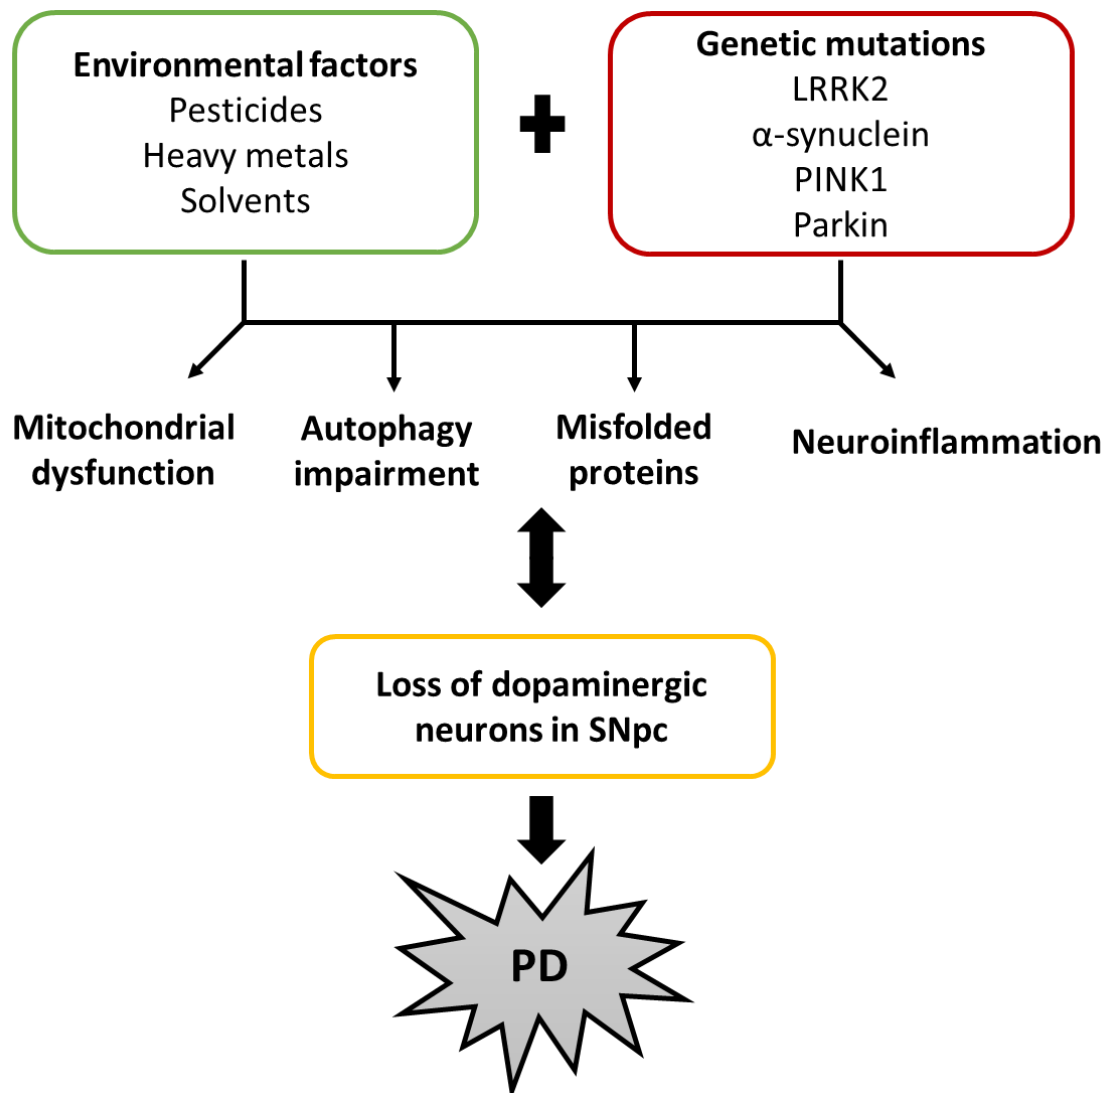 Environmental factors
Pesticides
Heavy metals
Solvents
Genetic mutations
LRRK2
α-synuclein
PINK1
Parkin
Mitochondrial
dysfunction
Autophagy
impairment
Misfolded
proteins
Neuroinflammation
Loss of dopaminergic
neurons in SNpc
PD